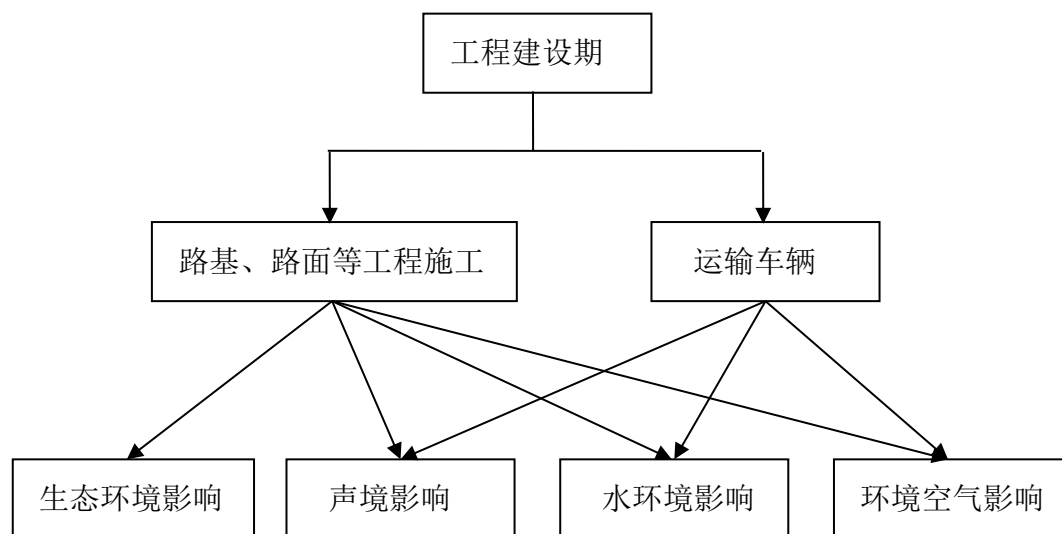 工程建设期
路基、路面等工程施工
运输车辆
生态环境影响
声境影响
水环境影响
环境空气影响